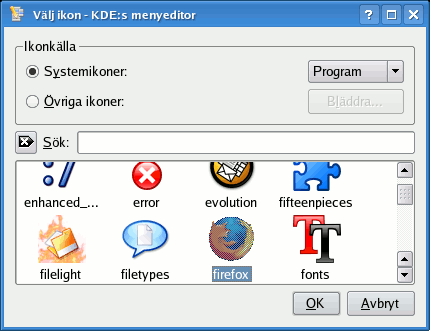 Välj ikon - KDE:s menyeditor
Ikonkälla
Systemikoner:
Program
Övriga ikoner:
Bläddra...
Sök:
enhanced_... error evolution fifteenpieces
filelight filetypes firefox fonts
OK Avbryt